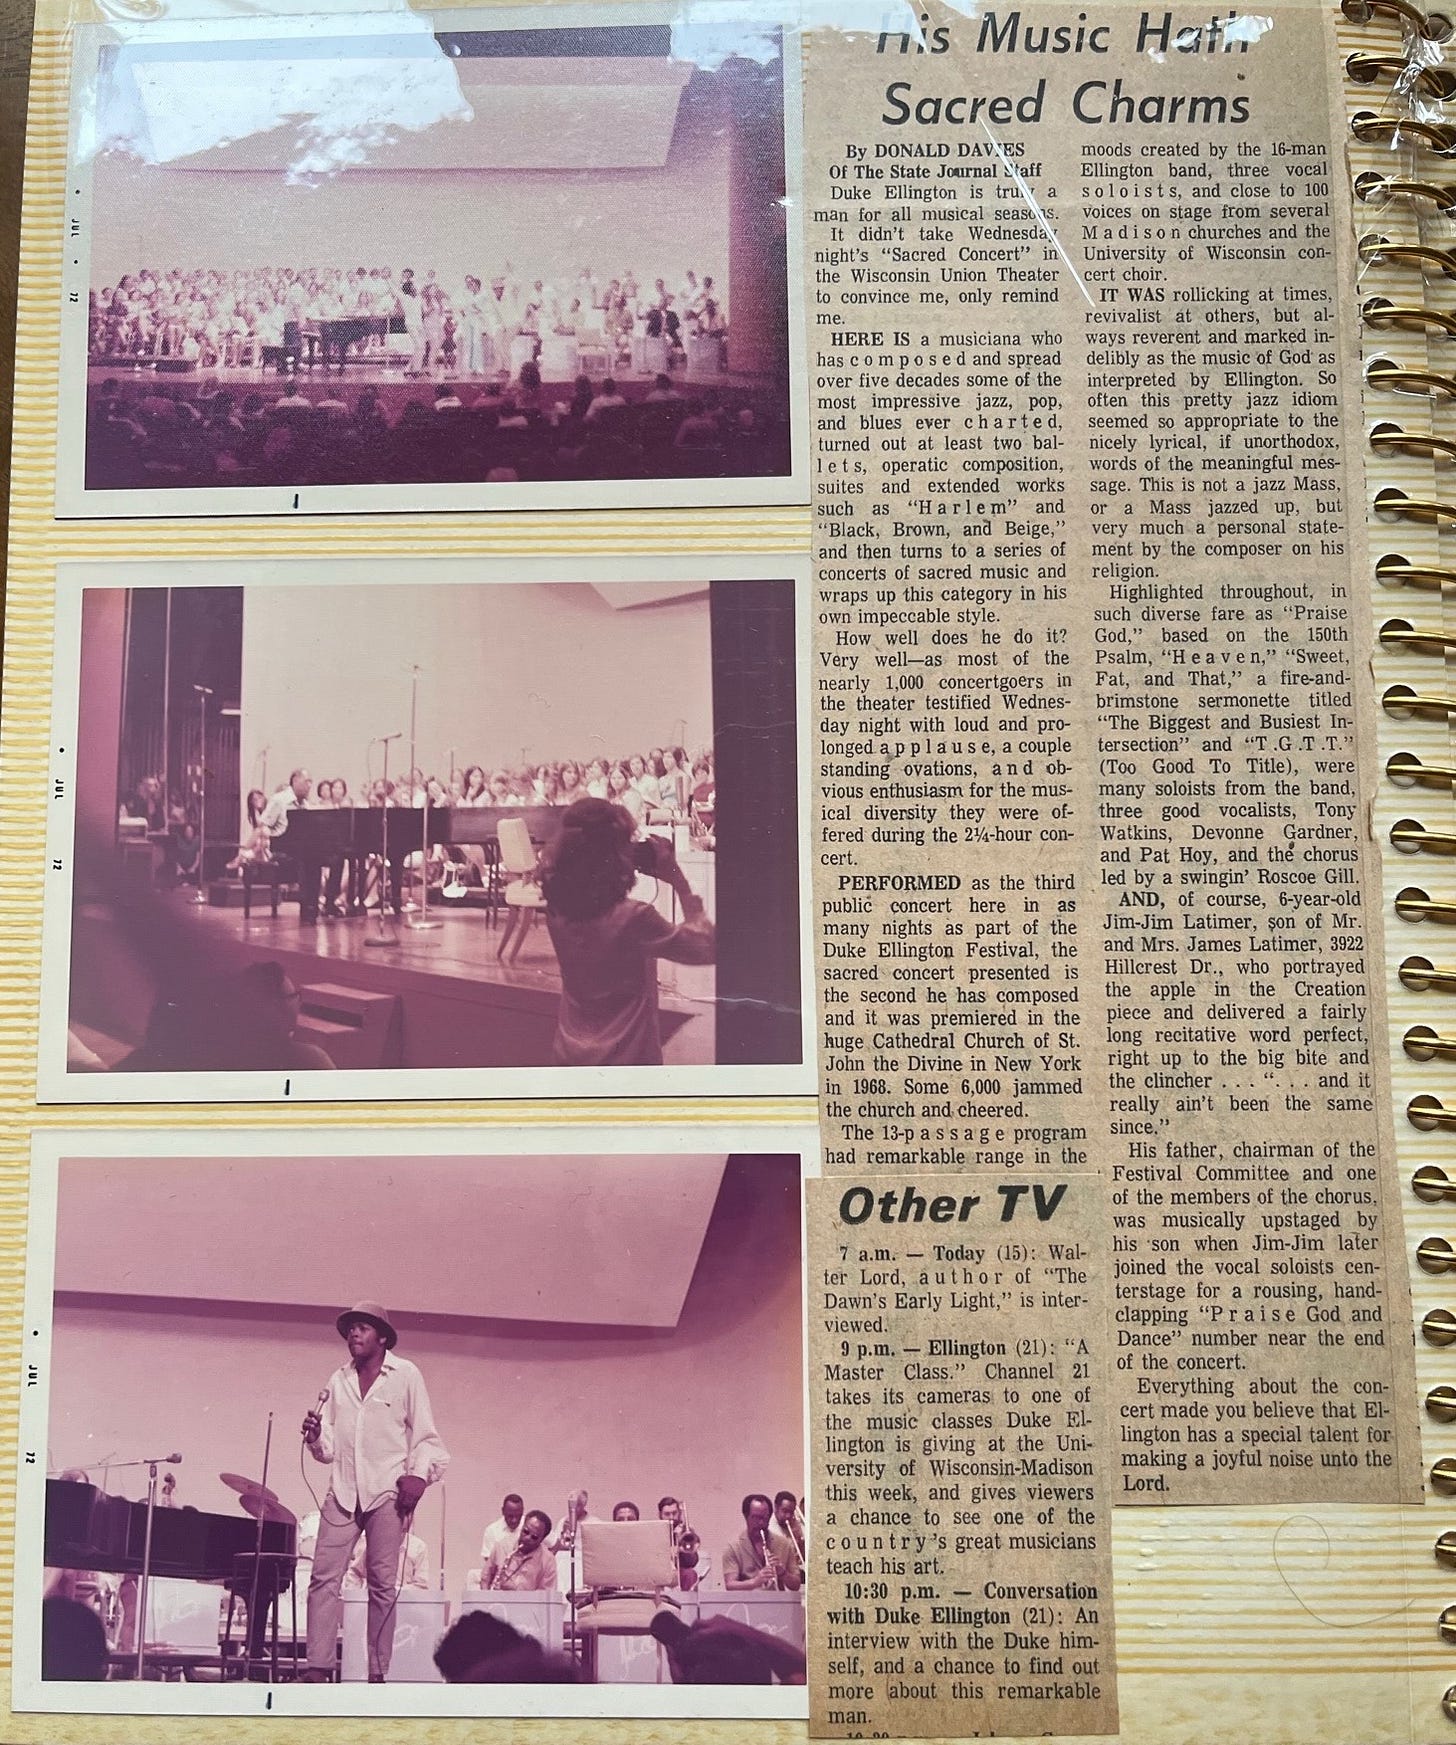 • JUL • 72
• JUL 72
• JUL 72
His Music Hath
Sacred Charms
By DONALD DAVIES
Of The State Journal Staff
Duke Ellington is truly a
man for all musical seasons.
It didn't take Wednesday
night's "Sacred Concert" in
the Wisconsin Union Theater
to convince me, only remind
me.
HERE IS a musiciana who
has composed and spread
over five decades some of the
most impressive jazz, pop,
and blues ever charted,
turned out at least two bal-
lets, operatic composition,
suites and extended works
such as "Harlem" and
"Black, Brown, and Beige,"
and then turns to a series of
concerts of sacred music and
wraps up this category in his
own impeccable style.
How well does he do it?
Very well—as most of the
nearly 1,000 concertgoers in
the theater testified Wednes-
day night with loud and pro-
longed applause, a couple
standing ovations, and ob-
vious enthusiasm for the mus-
ical diversity they were of-
fered during the 2¼-hour con-
cert.
PERFORMED as the third
public concert here in as
many nights as part of the
Duke Ellington Festival, the
sacred concert presented is
the second he has composed
and it was premiered in the
huge Cathedral Church of St.
John the Divine in New York
in 1968. Some 6,000 jammed
the church and cheered.
The 13-passage program
had remarkable range in the
moods created by the 16-man
Ellington band, three vocal
soloists, and close to 100
voices on stage from several
Madison churches and the
University of Wisconsin con-
cert choir.
IT WAS rollicking at times,
revivalist at others, but al-
ways reverent and marked in-
delibly as the music of God as
interpreted by Ellington. So
often this pretty jazz idiom
seemed so appropriate to the
nicely lyrical, if unorthodox,
words of the meaningful mes-
sage. This is not a jazz Mass,
or a Mass jazzed up, but
very much a personal state-
ment by the composer on his
religion.
Highlighted throughout, in
such diverse fare as "Praise
God," based on the 150th
Psalm, "Heaven," "Sweet,
Fat, and That," a fire-and-
brimstone sermonette titled
"The Biggest and Busiest In-
tersection" and "T.G.T.T."
(Too Good To Title), were
many soloists from the band,
three good vocalists, Tony
Watkins, Devonne Gardner,
and Pat Hoy, and the chorus
led by a swingin' Roscoe Gill.
AND, of course, 6-year-old
Jim-Jim Latimer, son of Mr.
and Mrs. James Latimer, 3922
Hillcrest Dr., who portrayed
the apple in the Creation
piece and delivered a fairly
long recitative word perfect,
right up to the big bite and
the clincher . . . ". . . and it
really ain't been the same
since."
His father, chairman of the
Festival Committee and one
of the members of the chorus,
was musically upstaged by
his son when Jim-Jim later
joined the vocal soloists cen-
terstage for a rousing, hand-
clapping "Praise God and
Dance" number near the end
of the concert.
Everything about the con-
cert made you believe that El-
lington has a special talent for
making a joyful noise unto the
Lord.
Other TV
7 a.m. — Today (15): Wal-
ter Lord, author of "The
Dawn's Early Light," is inter-
viewed.
9 p.m. — Ellington (21): "A
Master Class." Channel 21
takes its cameras to one of
the music classes Duke El-
lington is giving at the Uni-
versity of Wisconsin-Madison
this week, and gives viewers
a chance to see one of the
country's great musicians
teach his art.
10:30 p.m. — Conversation
with Duke Ellington (21): An
interview with the Duke him-
self, and a chance to find out
more about this remarkable
man.